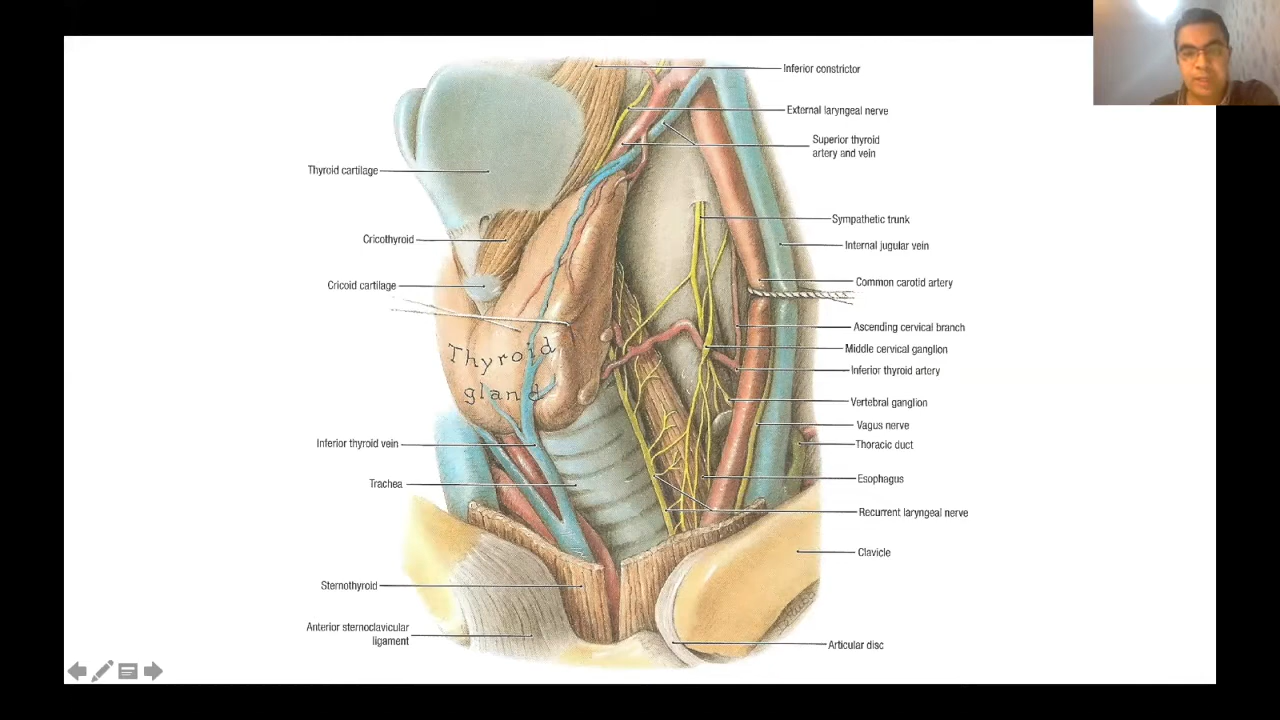 Inferior constrictor
External laryngeal nerve
Superior thyroid
artery and vein
Thyroid cartilage
Sympathetic trunk
Cricothyroid
Internal jugular vein
Common carotid artery
Cricoid cartilage
Ascending cervical branch
Middle cervical ganglion
Thyroid
gland
Inferior thyroid artery
Vertebral ganglion
Vagus nerve
Inferior thyroid vein
Thoracic duct
Esophagus
Trachea
Recurrent laryngeal nerve
Clavicle
Sternothyroid
Anterior sternoclavicular
ligament
Articular disc